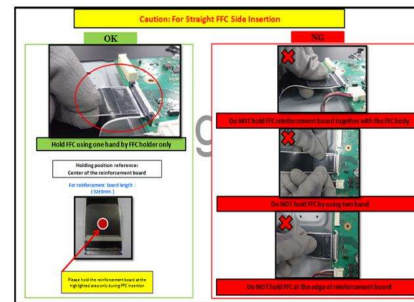 Caution: For Straight FFC Side Insertion
OK
NG
Hold FFC using one hand by FFC holder only
Holding position reference:
Center of the reinforcement board
For reinforcement board length :
Please hold the reinforcement board at the
highlighted area only during FFC insertion
Do NOT hold FFC reinforcement board together with the FFC body
Do NOT hold FFC by using two hand
Do NOT hold FFC at the edge of reinforcement board